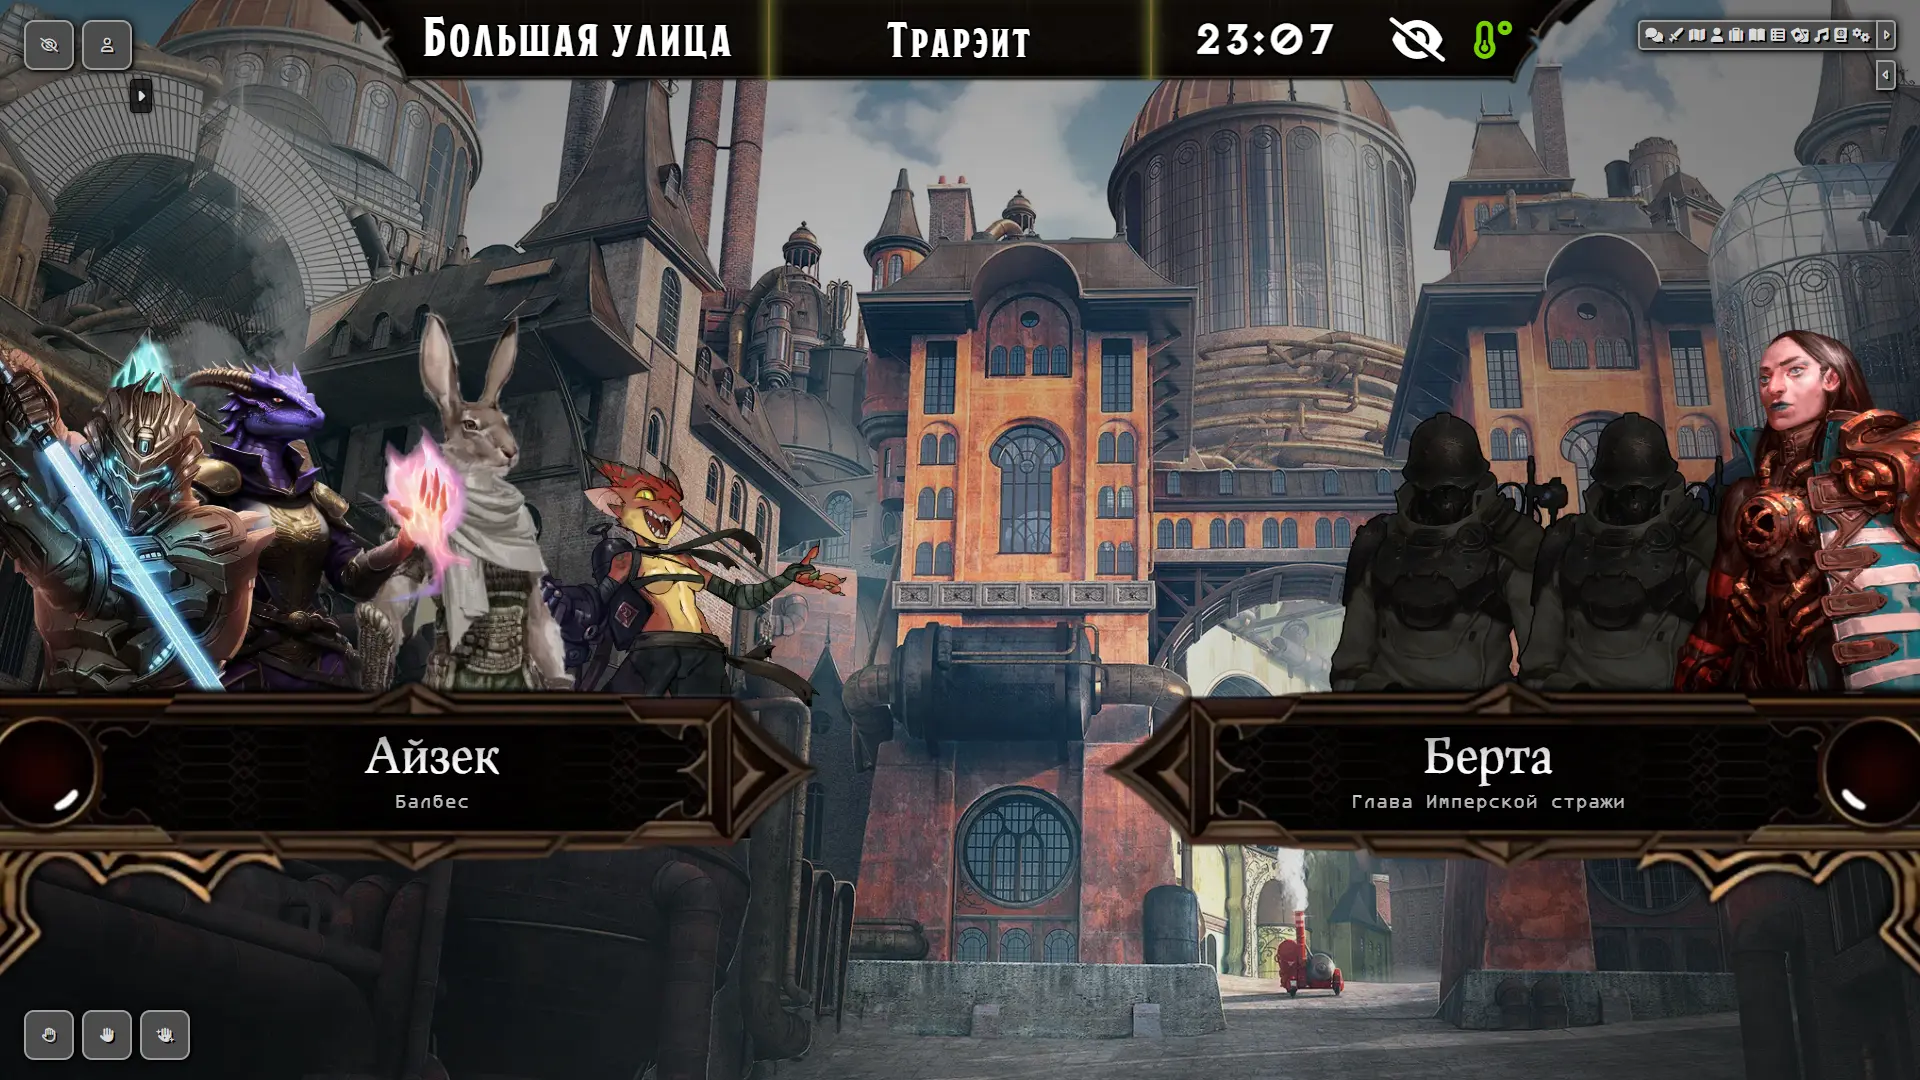 Большая улица
Трарэит
23:07
Айзек
Балбес
Берта
Глава Имперской стражи